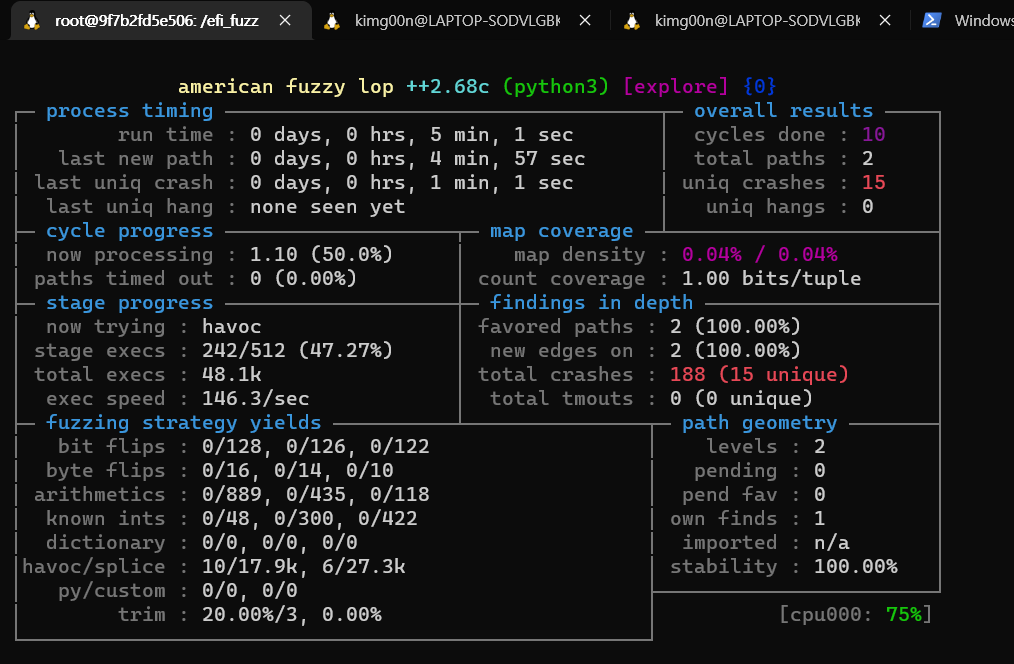 root@9f7b2fd5e506: /efi_fuzz × kimg00n@LAPTOP-SODVLGBK × kimg00n@LAPTOP-SODVLGBK × Windows
american fuzzy lop ++2.68c (python3) [explore] {0}
process timing overall results
run time : 0 days, 0 hrs, 5 min, 1 sec cycles done : 10
last new path : 0 days, 0 hrs, 4 min, 57 sec total paths : 2
last uniq crash : 0 days, 0 hrs, 1 min, 1 sec uniq crashes : 15
last uniq hang : none seen yet uniq hangs : 0
cycle progress map coverage
now processing : 1.10 (50.0%) map density : 0.04% / 0.04%
paths timed out : 0 (0.00%) count coverage : 1.00 bits/tuple
stage progress findings in depth
now trying : havoc favored paths : 2 (100.00%)
stage execs : 242/512 (47.27%) new edges on : 2 (100.00%)
total execs : 48.1k total crashes : 188 (15 unique)
exec speed : 146.3/sec total tmouts : 0 (0 unique)
fuzzing strategy yields path geometry
bit flips : 0/128, 0/126, 0/122 levels : 2
byte flips : 0/16, 0/14, 0/10 pending : 0
arithmetics : 0/889, 0/435, 0/118 pend fav : 0
known ints : 0/48, 0/300, 0/422 own finds : 1
dictionary : 0/0, 0/0, 0/0 imported : n/a
havoc/splice : 10/17.9k, 6/27.3k stability : 100.00%
py/custom : 0/0, 0/0
trim : 20.00%/3, 0.00% [cpu000: 75%]